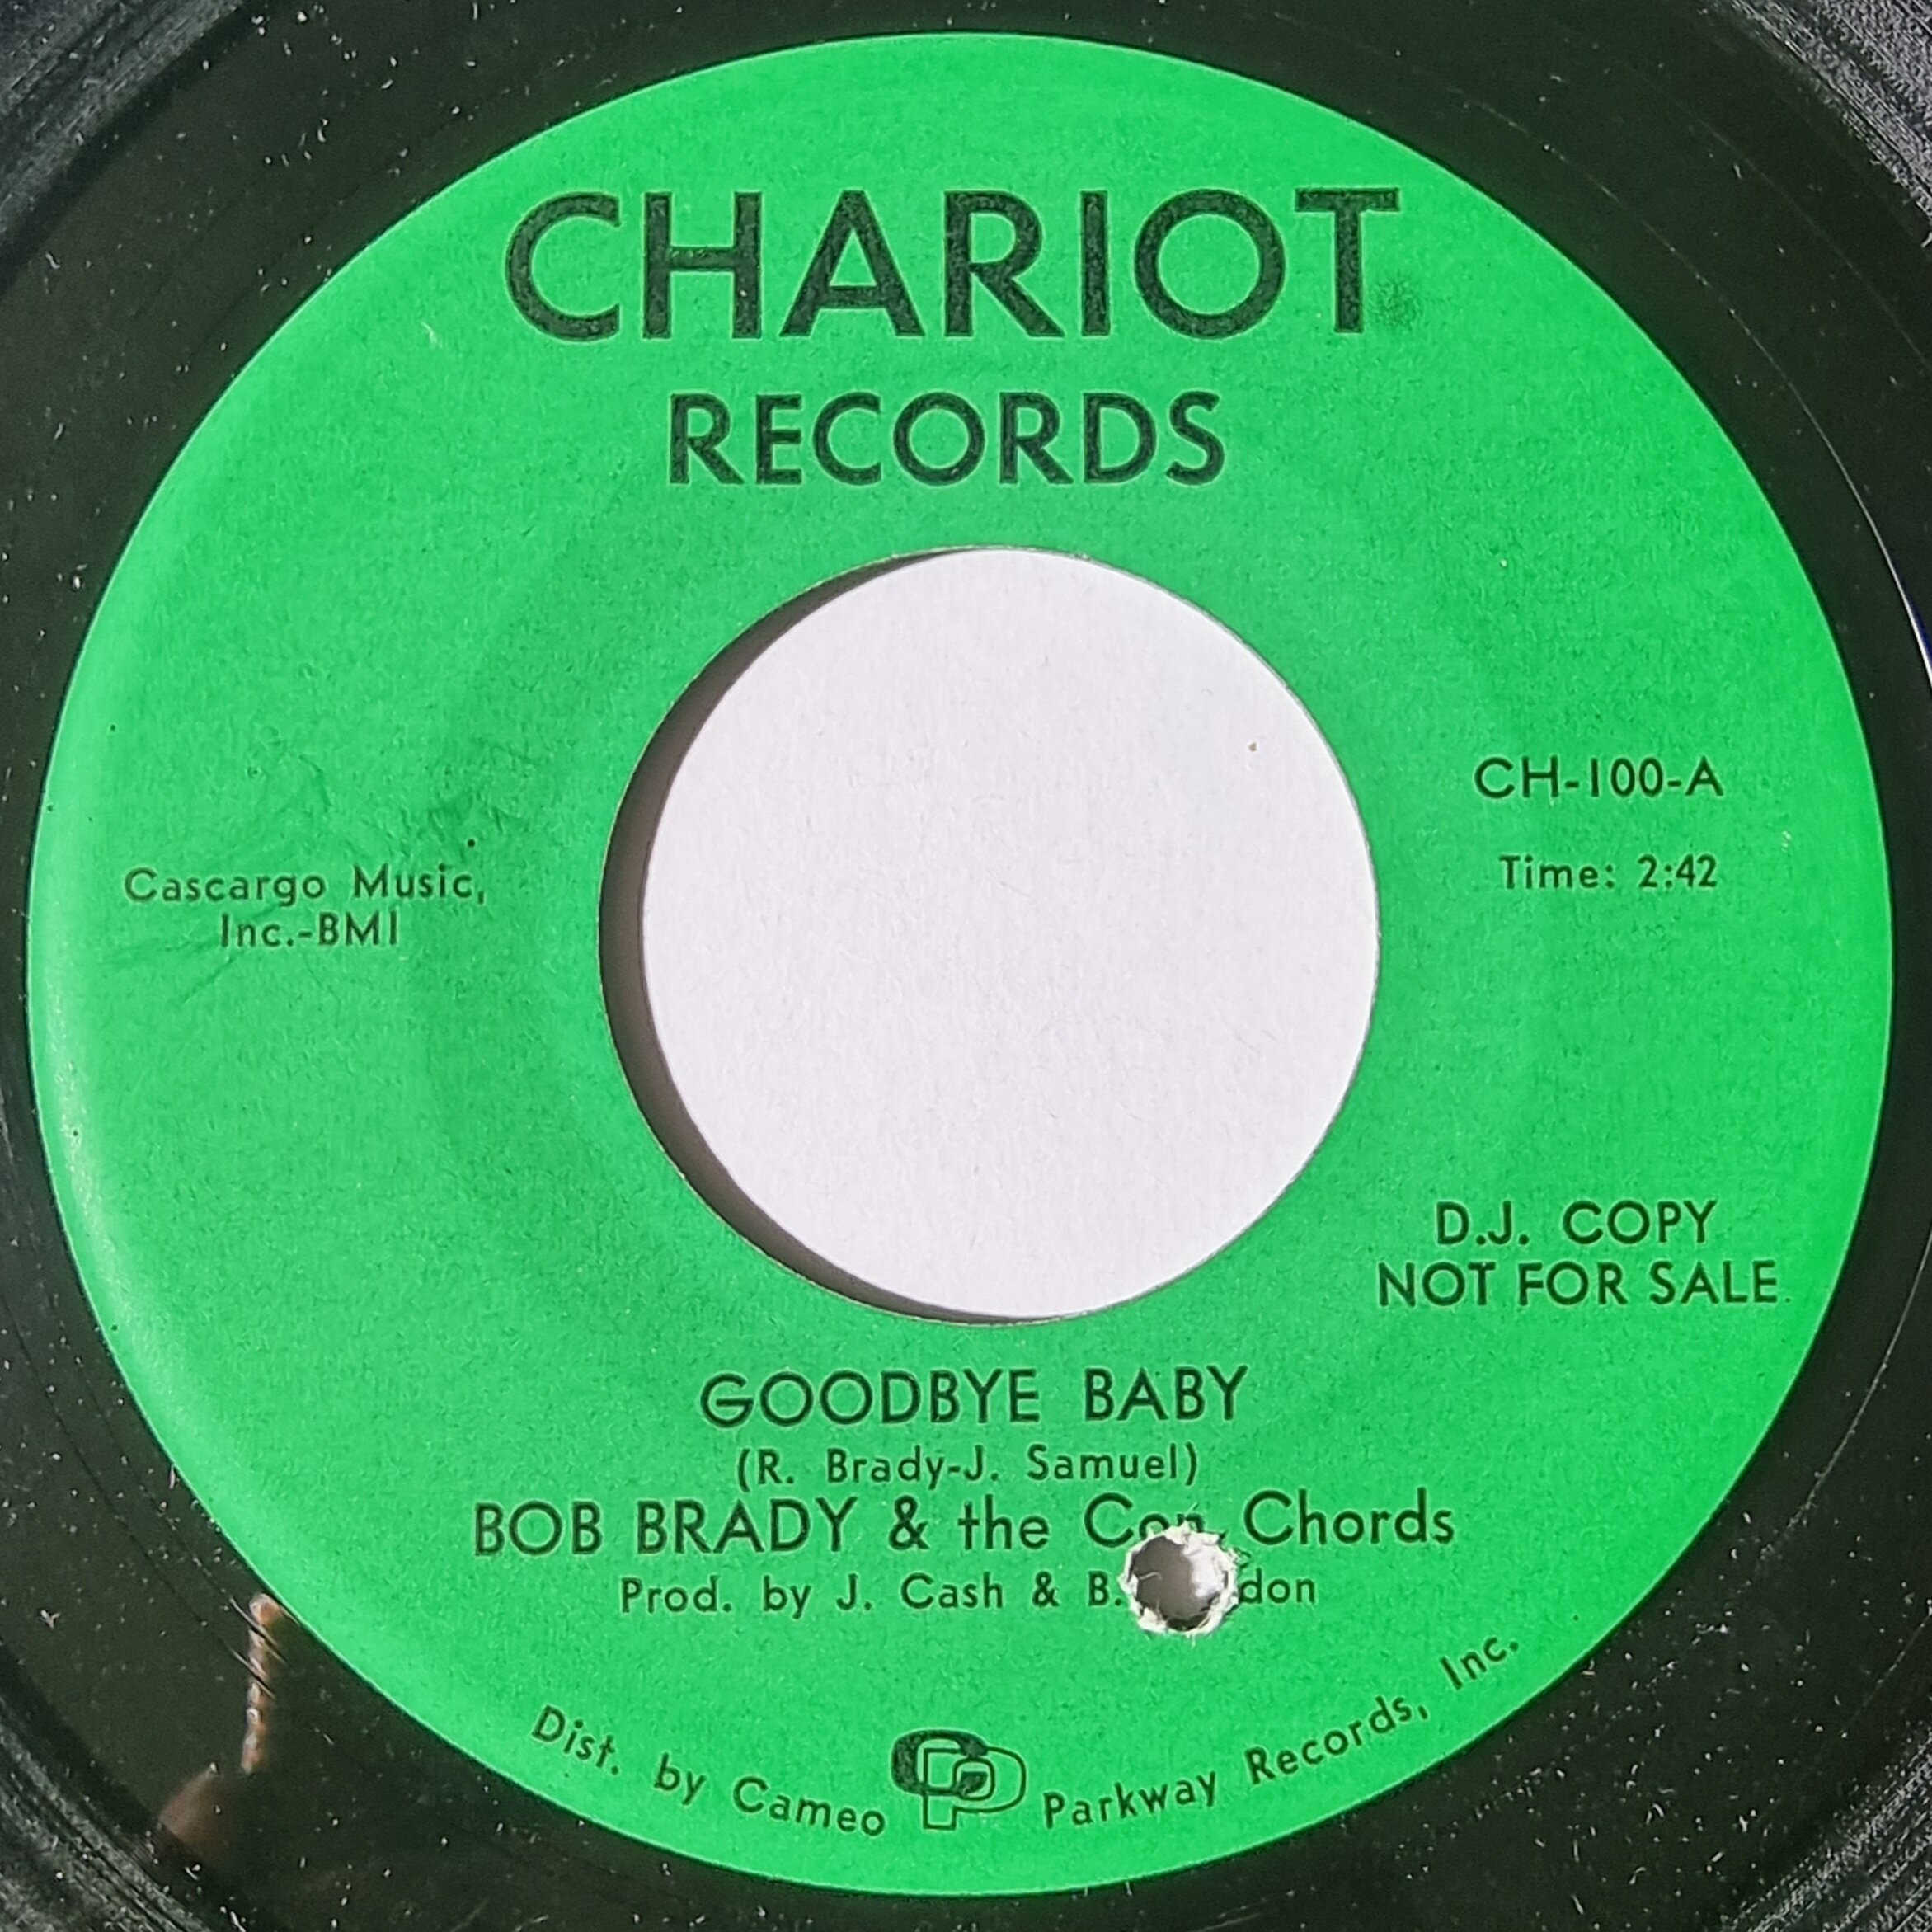 CHARIOT
RECORDS
CH-100-A
Time: 2:42
Cascargo Music,
Inc.-BMI
D.J. COPY
NOT FOR SALE
GOODBYE BABY
(R. Brady-J. Samuel)
BOB BRADY & the Con Chords
Prod. by J. Cash & B.
Dist. by Cameo CP Parkway Records, Inc.